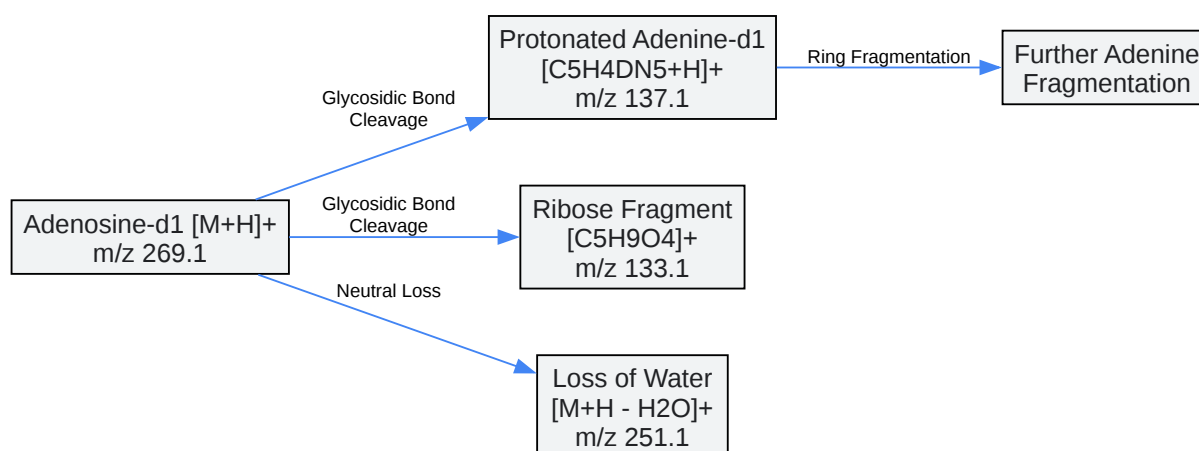 Protonated Adenine-d1
[C5H4DN5+H]+
m/z 137.1
Ring Fragmentation
Further Adenine
Fragmentation
Glycosidic Bond
Cleavage
Adenosine-d1 [M+H]+
m/z 269.1
Glycosidic Bond
Cleavage
Ribose Fragment
[C5H9O4]+
m/z 133.1
Neutral Loss
Loss of Water
[M+H - H2O]+
m/z 251.1